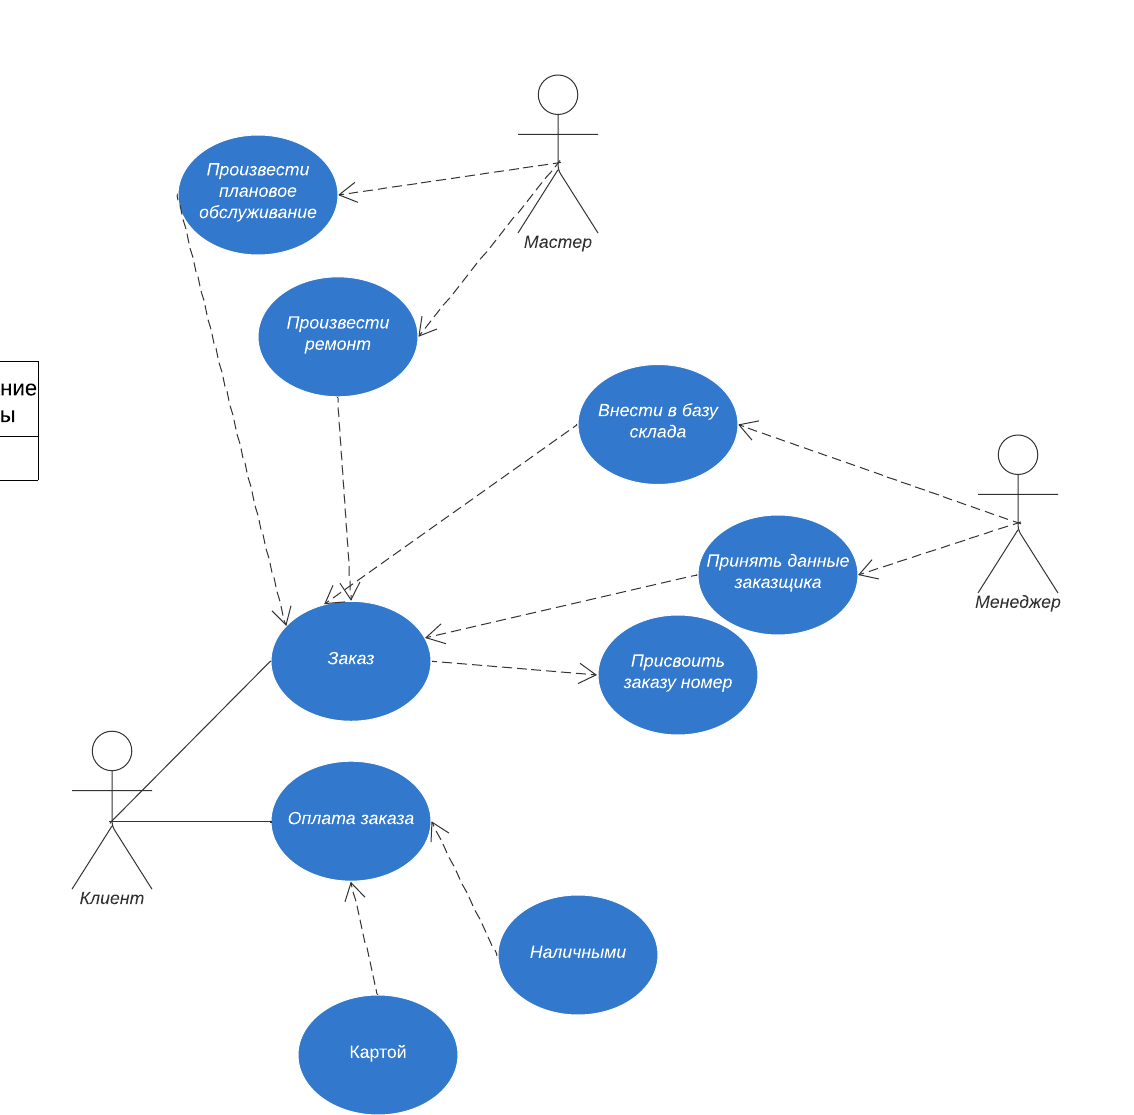 Произвести
плановое
обслуживание
Мастер
Произвести
ремонт
ы
Внести в базу
склада
Принять данные
заказщика
Менеджер
Заказ
Присвоить
заказу номер
Оплата заказа
Клиент
Наличными
Картой